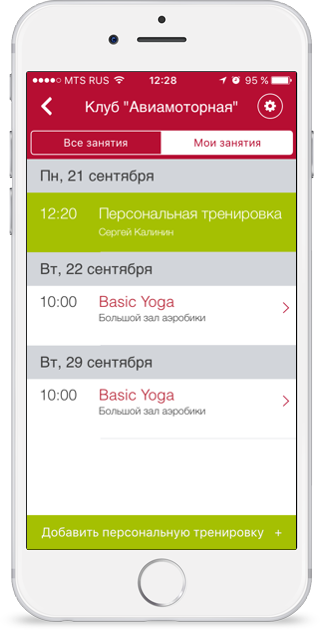 MTS RUS 12:28 95 %
Клуб "Авиамоторная"
Все занятия Мои занятия
Пн, 21 сентября
12:20 Персональная тренировка
Сергей Калинин
Вт, 22 сентября
10:00 Basic Yoga
Большой зал аэробики
Вт, 29 сентября
10:00 Basic Yoga
Большой зал аэробики
Добавить персональную тренировку +